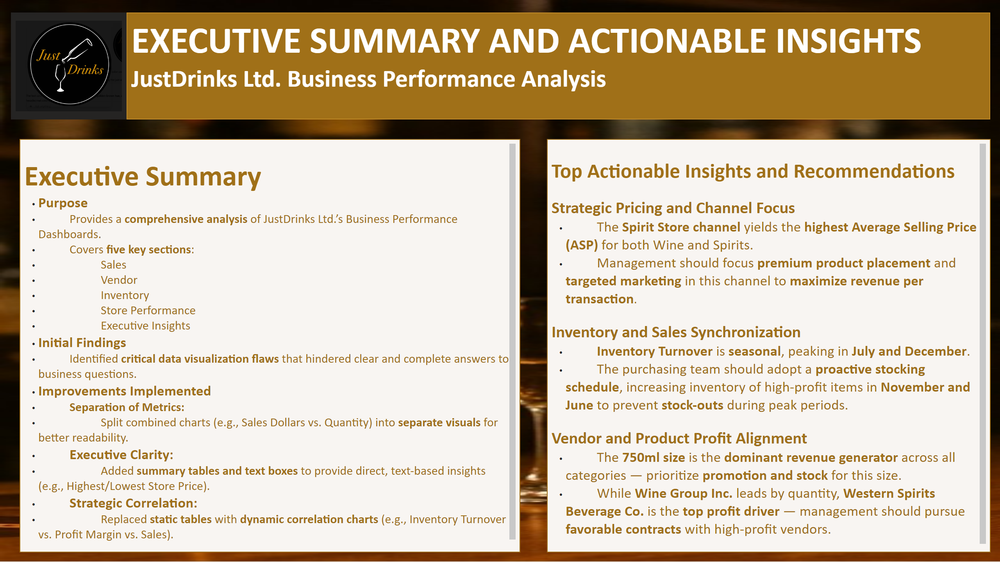 Just
Drinks
EXECUTIVE SUMMARY AND ACTIONABLE INSIGHTS
JustDrinks Ltd. Business Performance Analysis
Executive Summary
• Purpose
• Provides a comprehensive analysis of JustDrinks Ltd.’s Business Performance
Dashboards.
• Covers five key sections:
• Sales
• Vendor
• Inventory
• Store Performance
• Executive Insights
• Initial Findings
• Identified critical data visualization flaws that hindered clear and complete answers to
business questions.
• Improvements Implemented
• Separation of Metrics:
• Split combined charts (e.g., Sales Dollars vs. Quantity) into separate visuals for
better readability.
• Executive Clarity:
• Added summary tables and text boxes to provide direct, text-based insights
(e.g., Highest/Lowest Store Price).
• Strategic Correlation:
• Replaced static tables with dynamic correlation charts (e.g., Inventory Turnover
vs. Profit Margin vs. Sales).
Top Actionable Insights and Recommendations
Strategic Pricing and Channel Focus
• The Spirit Store channel yields the highest Average Selling Price
(ASP) for both Wine and Spirits.
• Management should focus premium product placement and
targeted marketing in this channel to maximize revenue per
transaction.
Inventory and Sales Synchronization
• Inventory Turnover is seasonal, peaking in July and December.
• The purchasing team should adopt a proactive stocking
schedule, increasing inventory of high-profit items in November and
June to prevent stock-outs during peak periods.
Vendor and Product Profit Alignment
• The 750ml size is the dominant revenue generator across all
categories — prioritize promotion and stock for this size.
• While Wine Group Inc. leads by quantity, Western Spirits
Beverage Co. is the top profit driver — management should pursue
favorable contracts with high-profit vendors.